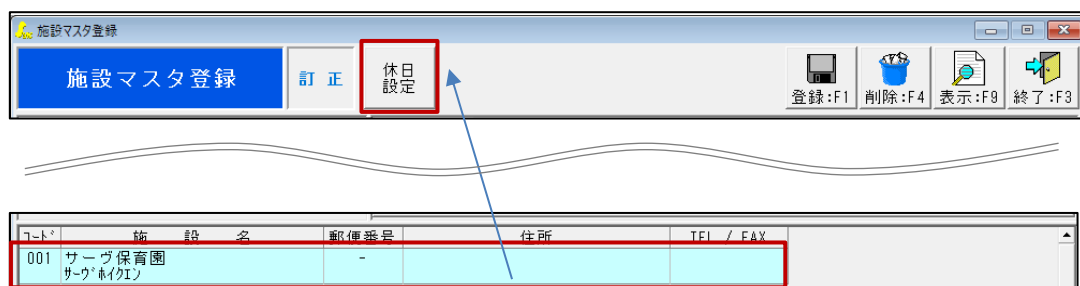 施設マスタ登録
施設マスタ登録 訂正 休日設定 登録:F1 削除:F4 表示:F9 終了:F3
コード 施設名 郵便番号 住所 TEL / FAX
001 サーヴ保育園 -
サーヴホイクエン